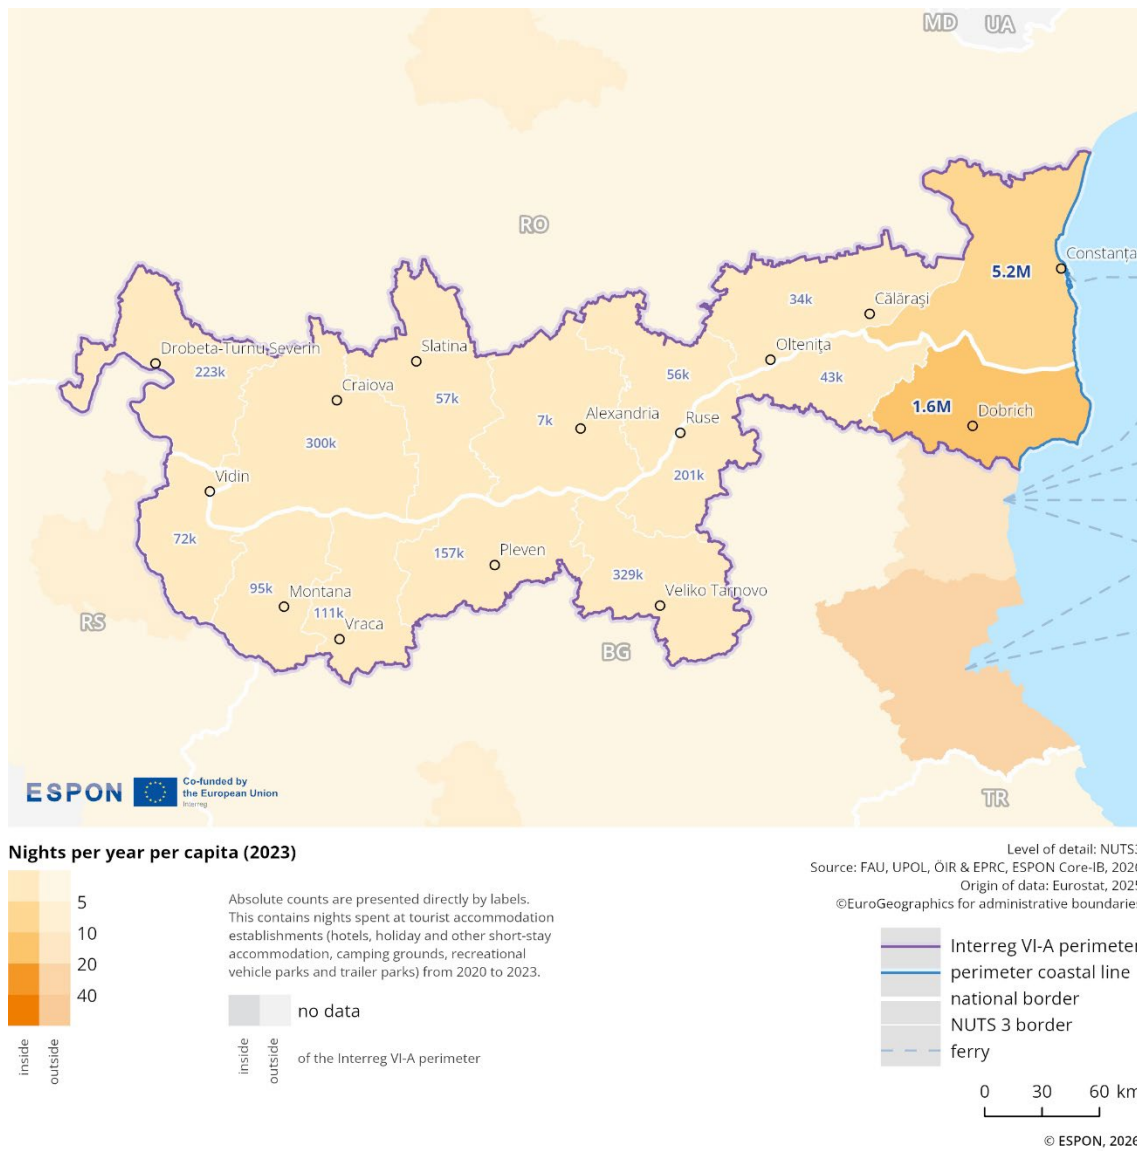 MD
UA
RO
Constanța
5.2M
34k
Călărași
Drobeta-Turnu Severin
Slatina
Oltenița
223k
Craiova
56k
43k
57k
1.6M
Dobrich
7k
Alexandria
Ruse
300k
Vidin
201k
72k
157k
Pleven
329k
95k
Montana
Veliko Tarnovo
111k
Vraca
RS
BG
TR
ESPON
Co-funded by
the European Union
Interreg
Nights per year per capita (2023)
5
10
20
40
inside
outside
Absolute counts are presented directly by labels.
This contains nights spent at tourist accommodation
establishments (hotels, holiday and other short-stay
accommodation, camping grounds, recreational
vehicle parks and trailer parks) from 2020 to 2023.
no data
inside
outside
of the Interreg VI-A perimeter
Level of detail: NUTS3
Source: FAU, UPOL, ÖIR & EPRC, ESPON Core-IB, 2026
Origin of data: Eurostat, 2025
©EuroGeographics for administrative boundaries
Interreg VI-A perimeter
perimeter coastal line
national border
NUTS 3 border
ferry
0 30 60 km
© ESPON, 2026